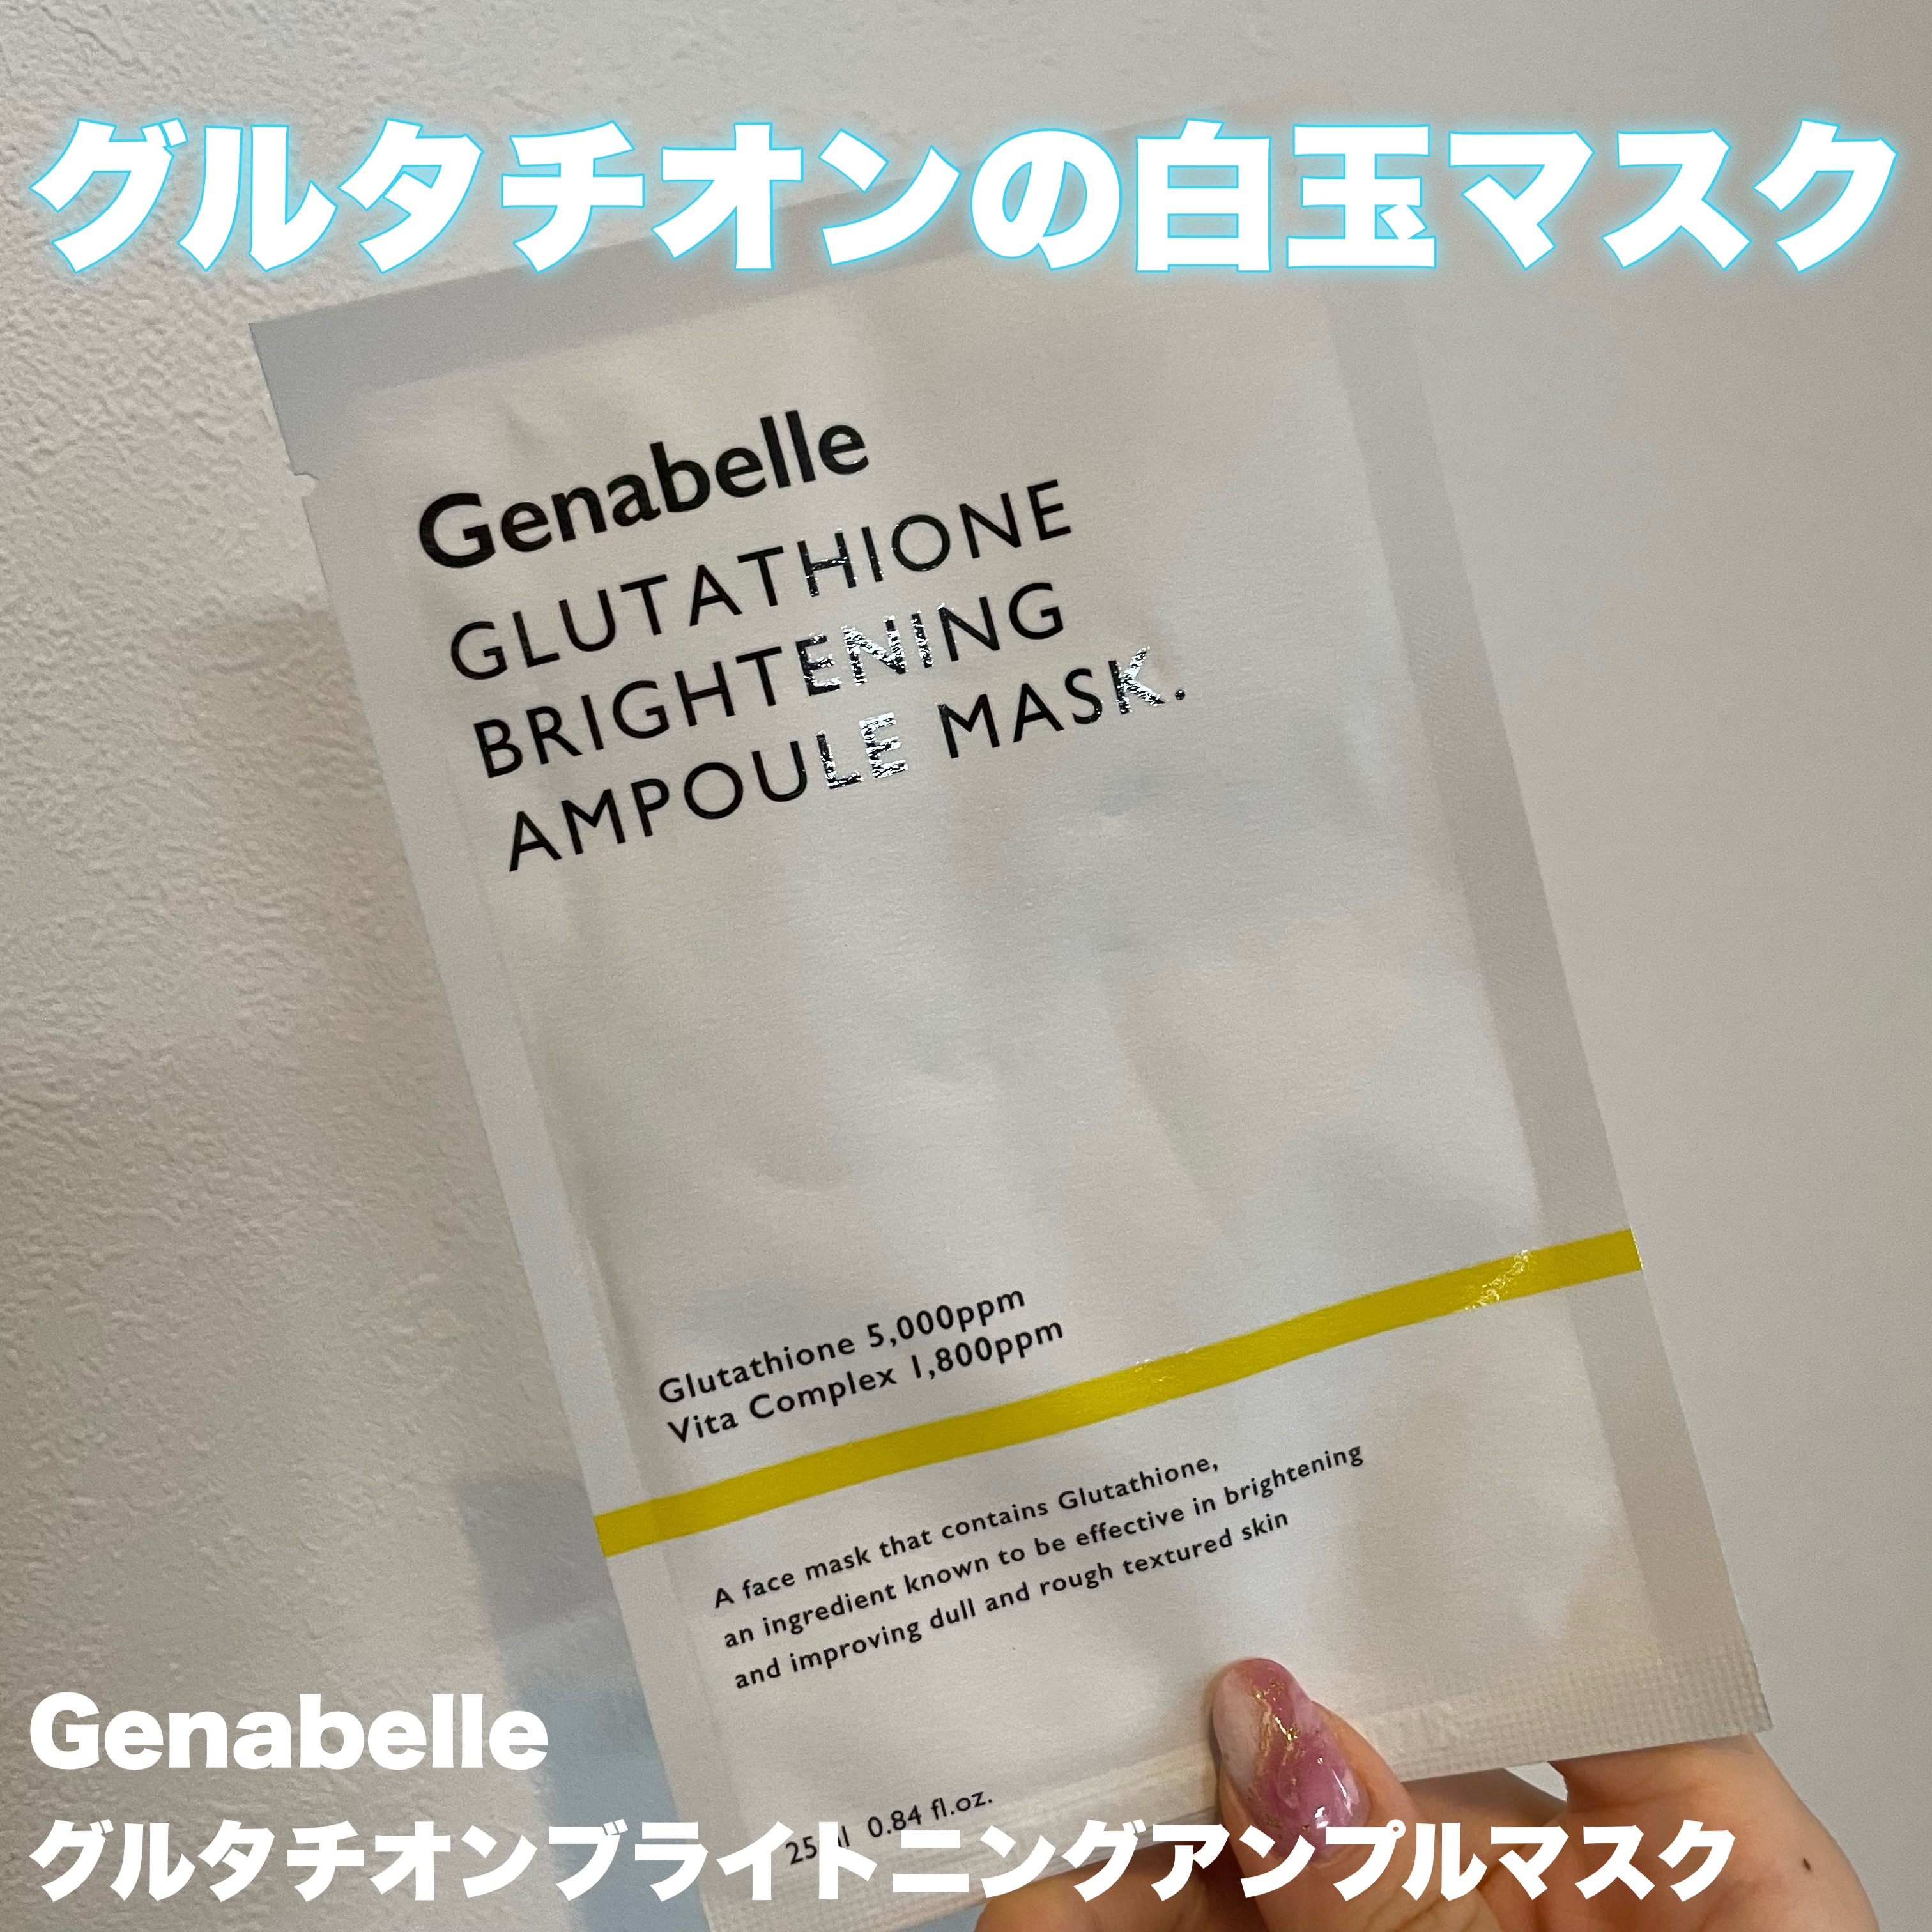 グルタチオンの白玉マスク
Genabelle
GLUTATHIONE
BRIGHTENING
AMPOULE MASK.
Glutathione 5,000ppm
Vita Complex 1,800ppm
A face mask that contains Glutathione,
an ingredient known to be effective in brightening
and improving dull and rough textured skin
0.84 fl.oz.
Genabelle
グルタチオンブライトニングアンプルマスク